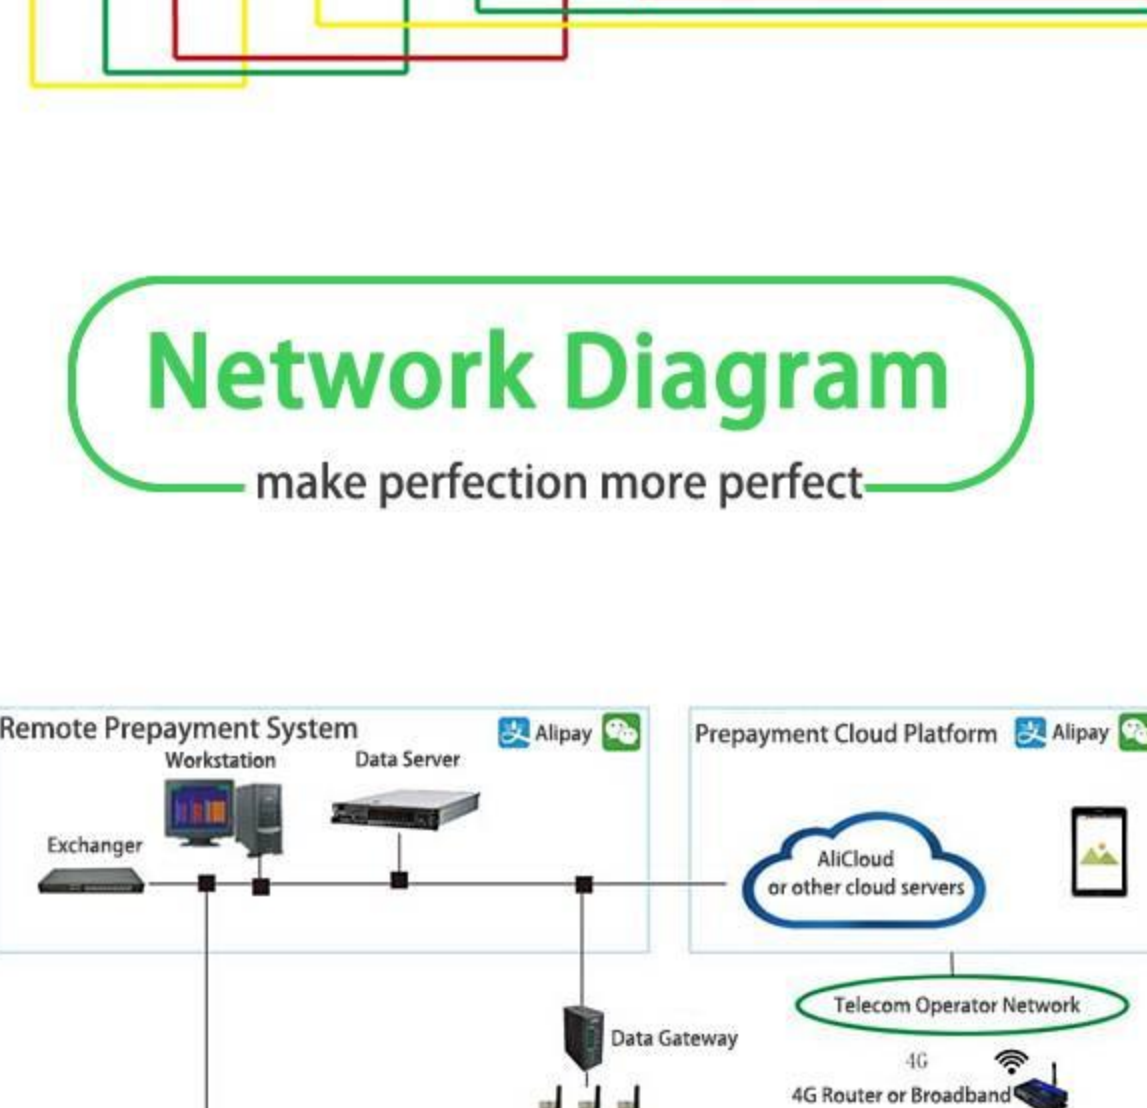 Network Diagram
make perfection more perfect
Remote Prepayment System
Alipay
Workstation
Data Server
Exchanger
Prepayment Cloud Platform
Alipay
AliCloud
or other cloud servers
Telecom Operator Network
Data Gateway
4G
4G Router or Broadband